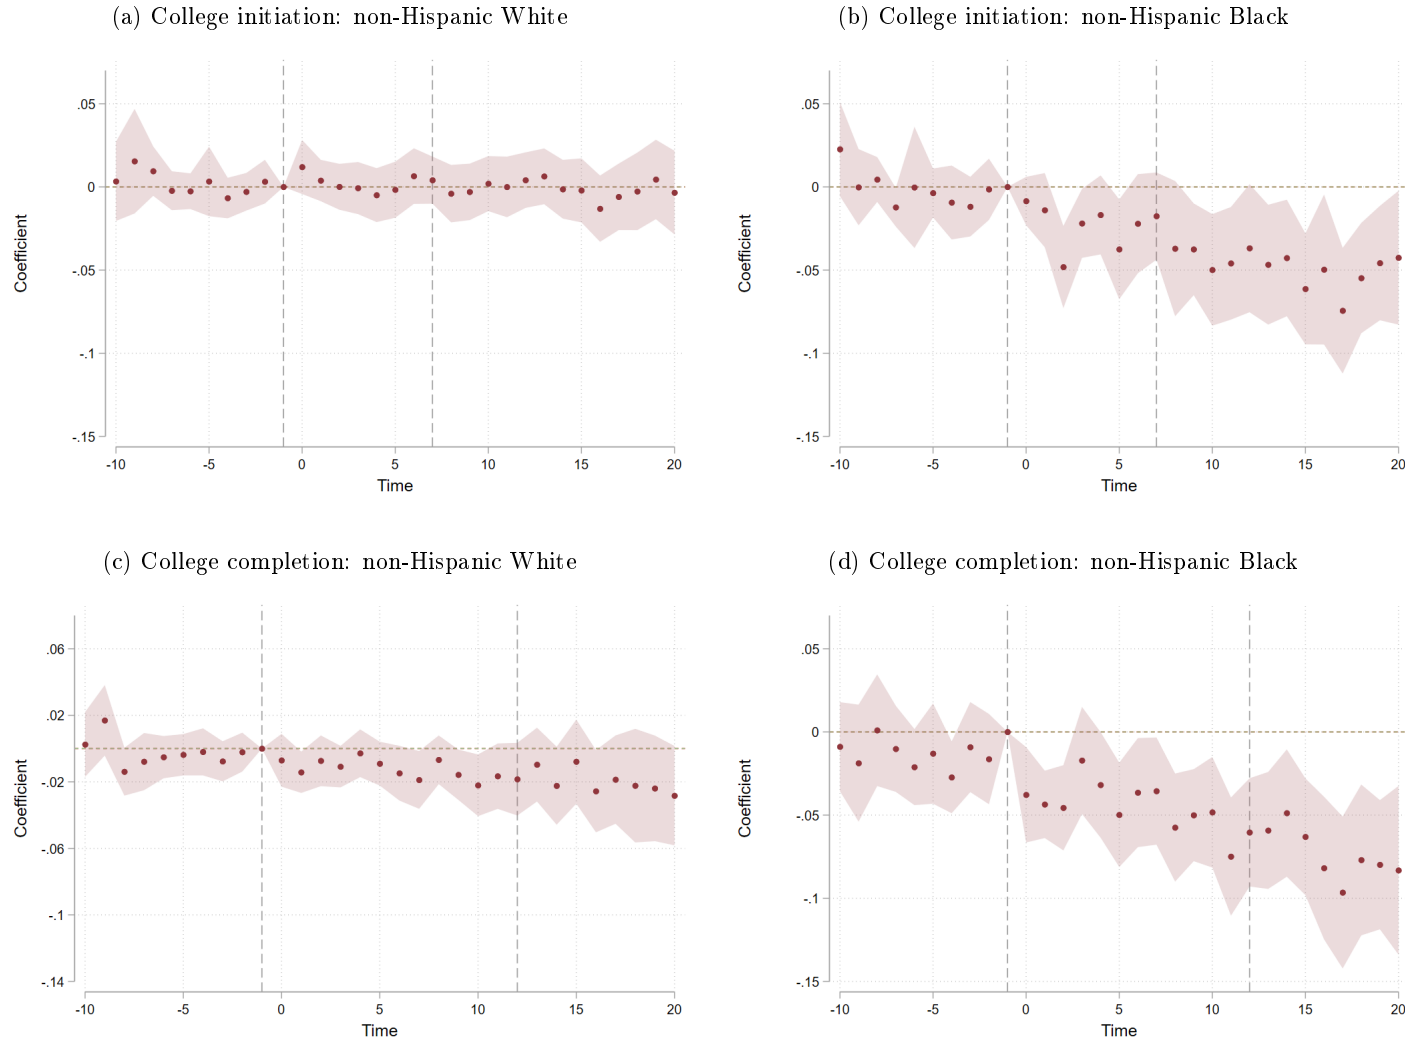 (a) College initiation: non-Hispanic White
.05
0
-.05
-.1
-.15
Coefficient
-10 -5 0 5 10 15 20
Time
(b) College initiation: non-Hispanic Black
.05
0
-.05
-.1
-.15
Coefficient
-10 -5 0 5 10 15 20
Time
(c) College completion: non-Hispanic White
.06
.02
-.02
-.06
-.1
-.14
Coefficient
-10 -5 0 5 10 15 20
Time
(d) College completion: non-Hispanic Black
.05
0
-.05
-.1
-.15
Coefficient
-10 -5 0 5 10 15 20
Time